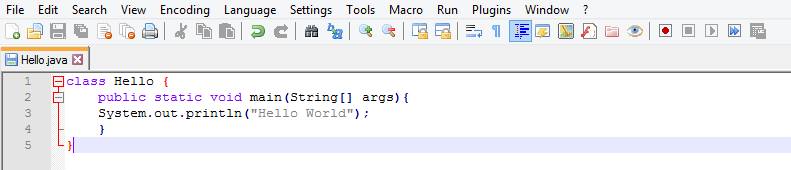 File Edit Search View Encoding Language Settings Tools Macro Run Plugins Window ?
Hello.java
1 class Hello {
2 public static void main(String[] args){
3 System.out.println("Hello World");
4 }
5 }